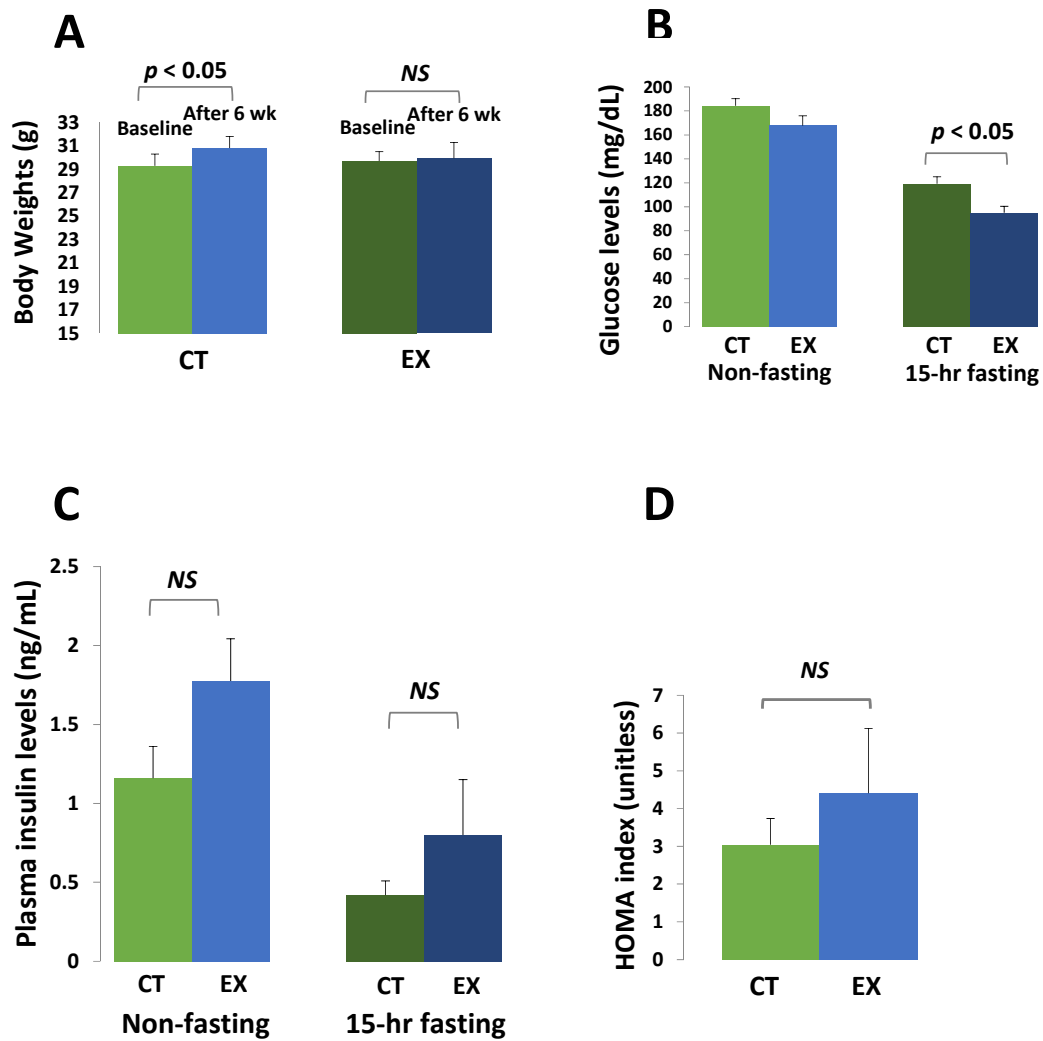 A
p < 0.05
NS
Baseline
After 6 wk
Baseline
After 6 wk
Body Weights (g)
33
31
29
27
25
23
21
19
17
15
CT
EX
B
Glucose levels (mg/dL)
200
180
160
140
120
100
80
60
40
20
0
p < 0.05
CT
EX
CT
EX
Non-fasting
15-hr fasting
C
Plasma insulin levels (ng/mL)
2.5
2
1.5
1
0.5
0
NS
NS
CT
EX
CT
EX
Non-fasting
15-hr fasting
D
HOMA index (unitless)
7
6
5
4
3
2
1
0
NS
CT
EX